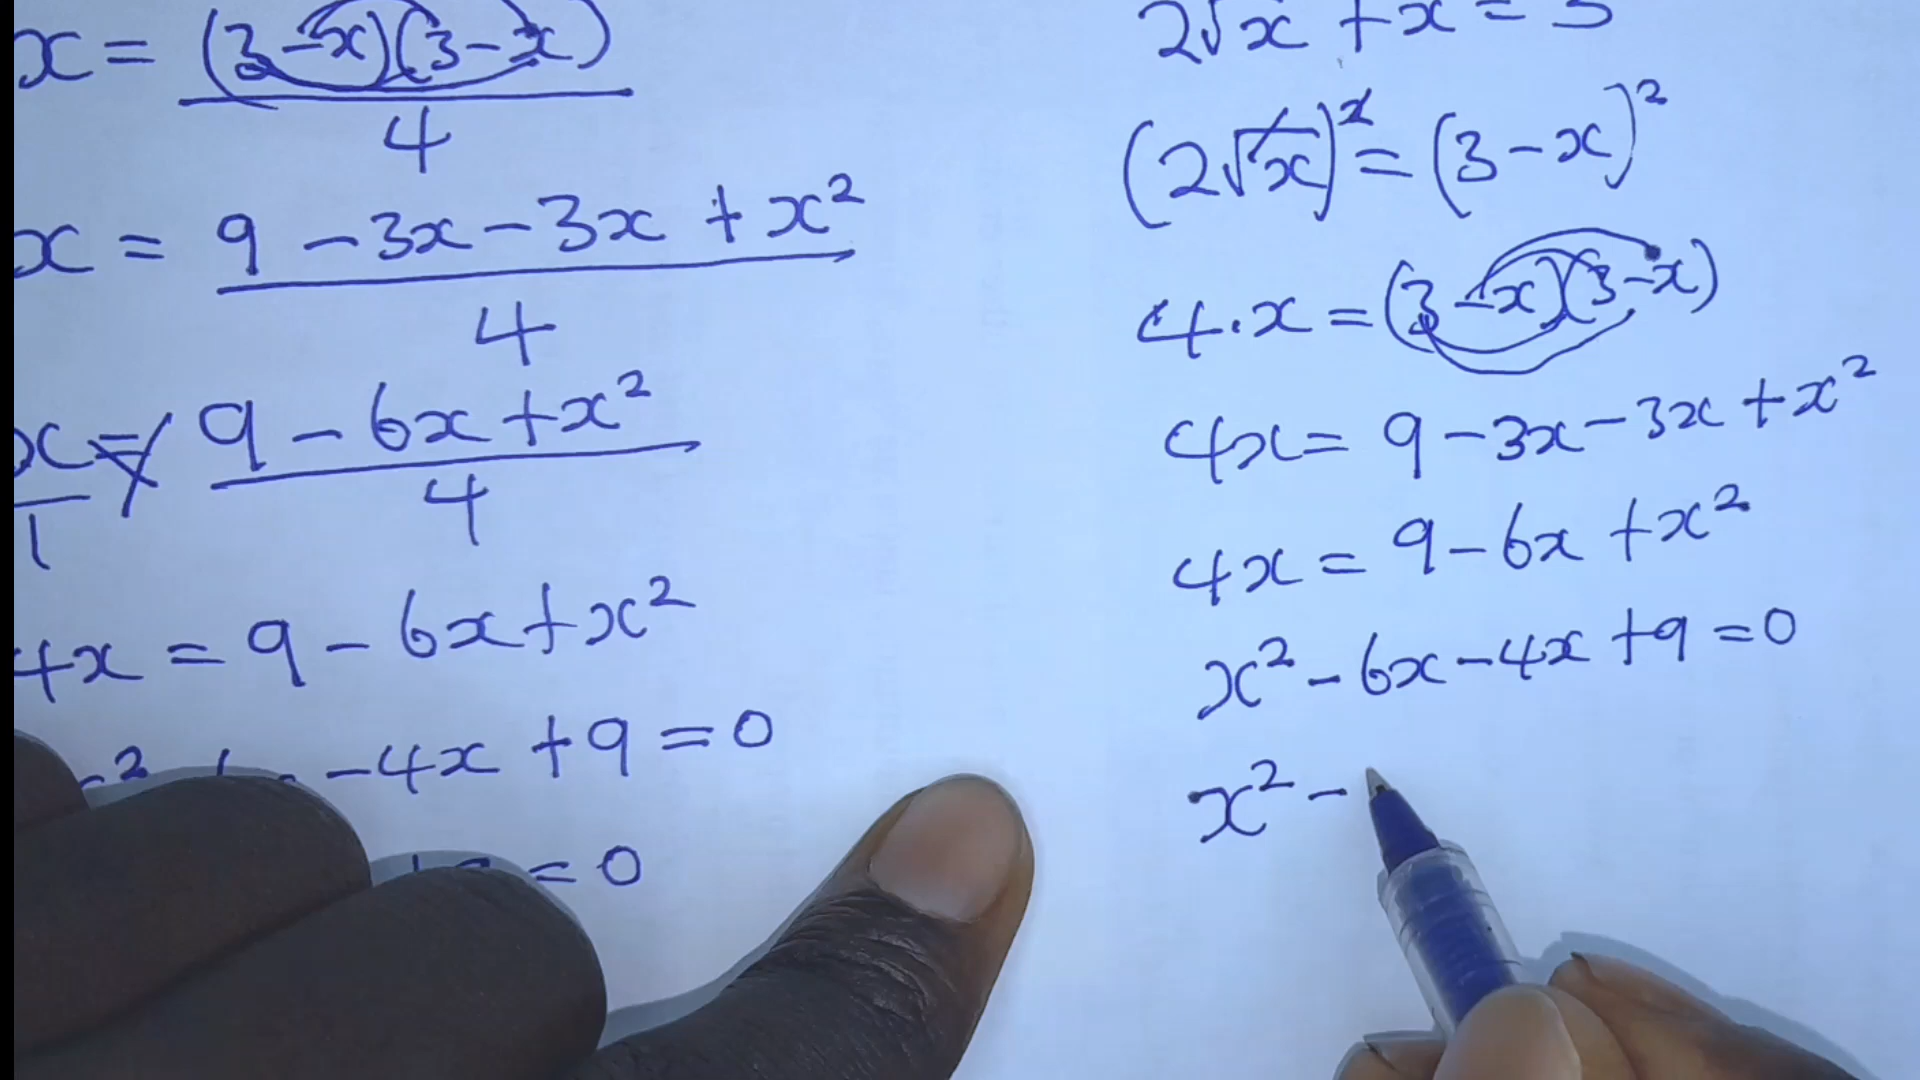 x = (3-x)(3-x)/4
x = 9 - 3x - 3x + x²/4
x/1 = 9 - 6x + x²/4
4x = 9 - 6x + x²
-4x + 9 = 0
= 0
2√x + x = 3
(2√x)² = (3-x)²
4·x = (3-x)(3-x)
4x = 9 - 3x - 3x + x²
4x = 9 - 6x + x²
x² - 6x - 4x + 9 = 0
x² -